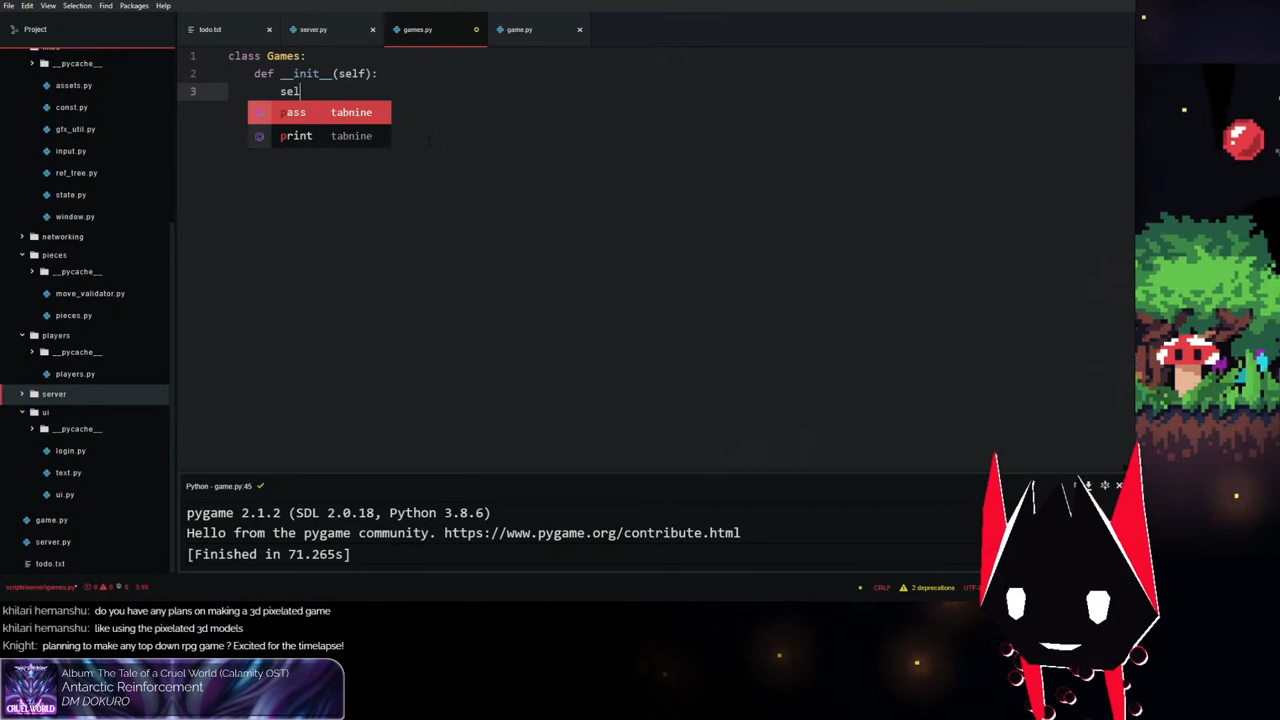 File Edit View Selection Find Packages Help
Project
todo.txt
server.py
games.py
game.py
__pycache__
assets.py
const.py
gfx_util.py
input.py
ref_tree.py
state.py
window.py
networking
pieces
__pycache__
move_validator.py
pieces.py
players
__pycache__
players.py
server
ui
__pycache__
login.py
text.py
ui.py
game.py
server.py
todo.txt
1 class Games:
2 def __init__(self):
3 sel
pass tabnine
print tabnine
Python - game.py:45
pygame 2.1.2 (SDL 2.0.18, Python 3.8.6)
Hello from the pygame community. https://www.pygame.org/contribute.html
[Finished in 71.265s]
3:10
CRLF 2 deprecations
khilari hemanshu: do you have any plans on making a 3d pixelated game
khilari hemanshu: like using the pixelated 3d models
Knight: planning to make any top down rpg game ? Excited for the timelapse!
Album: The Tale of a Cruel World (Calamity OST)
Antarctic Reinforcement
DM DOKURO
CRUEL WORLD